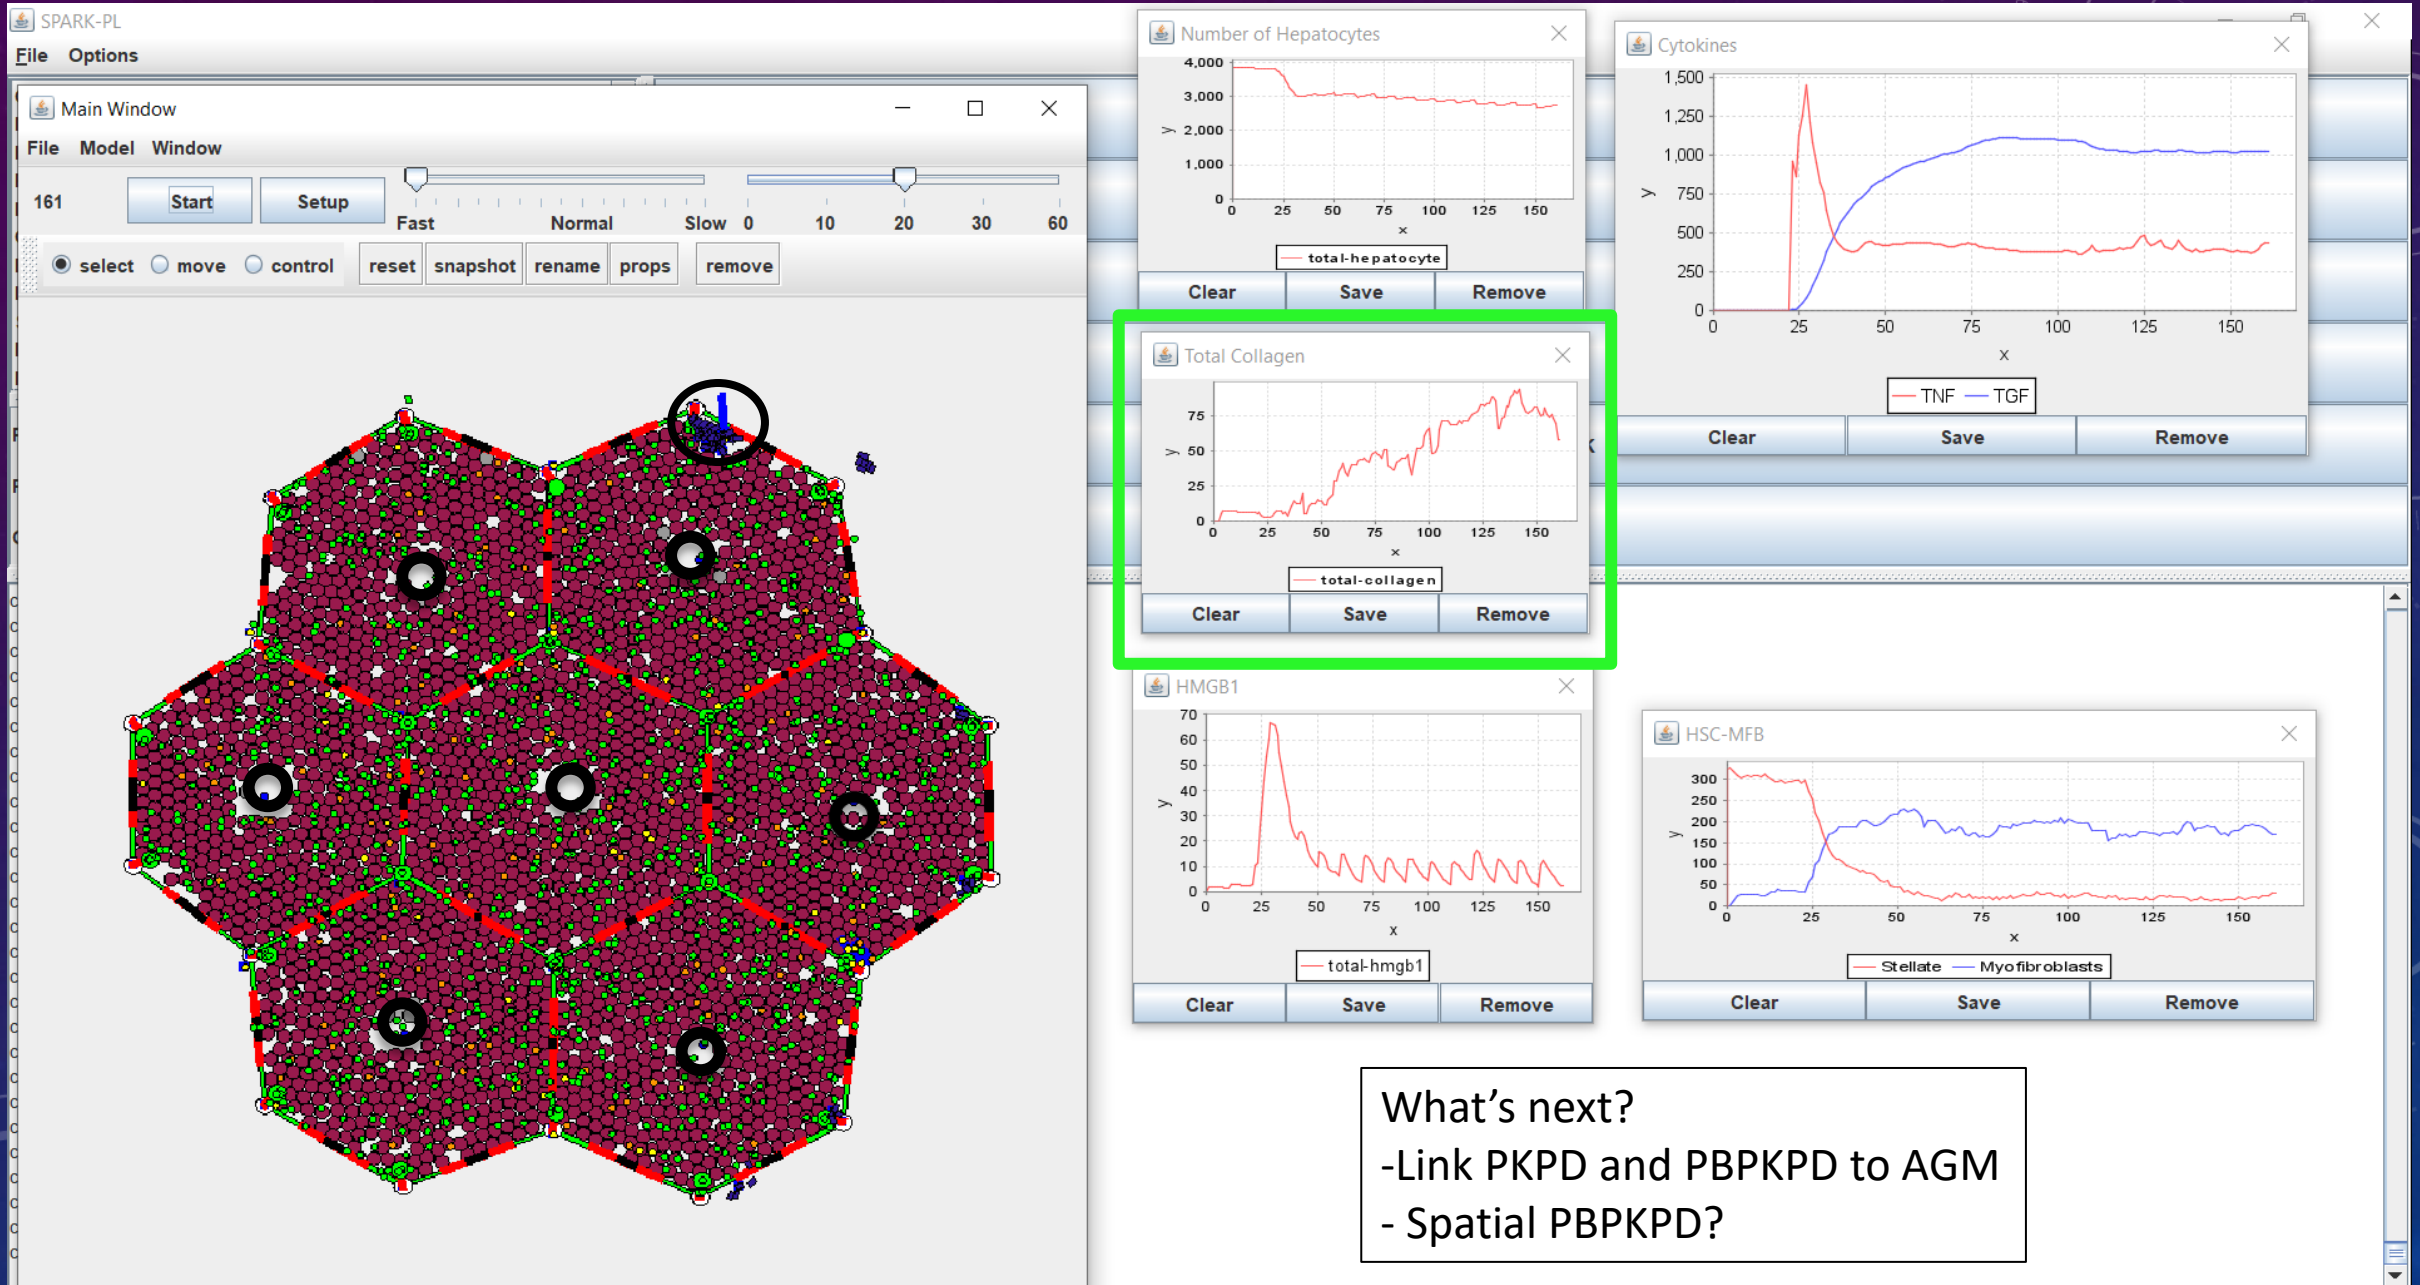 SPARK-PL
File Options
Main Window
File Model Window
161
Start
Setup
Fast Normal Slow
0 10 20 30 60
select move control reset snapshot rename props remove
Number of Hepatocytes
4,000
3,000
2,000
1,000
0
y
0 25 50 75 100 125 150
x
total-hepatocyte
Clear Save Remove
Cytokines
1,500
1,250
1,000
750
500
250
0
y
0 25 50 75 100 125 150
x
TNF TGF
Clear Save Remove
Total Collagen
75
50
25
0
y
0 25 50 75 100 125 150
x
total-collagen
Clear Save Remove
HMGB1
70
60
50
40
30
20
10
0
y
0 25 50 75 100 125 150
x
total-hmgb1
Clear Save Remove
HSC-MFB
300
250
200
150
100
50
0
y
0 25 50 75 100 125 150
x
Stellate Myofibroblasts
Clear Save Remove
What’s next?
-Link PKPD and PBPKPD to AGM
- Spatial PBPKPD?